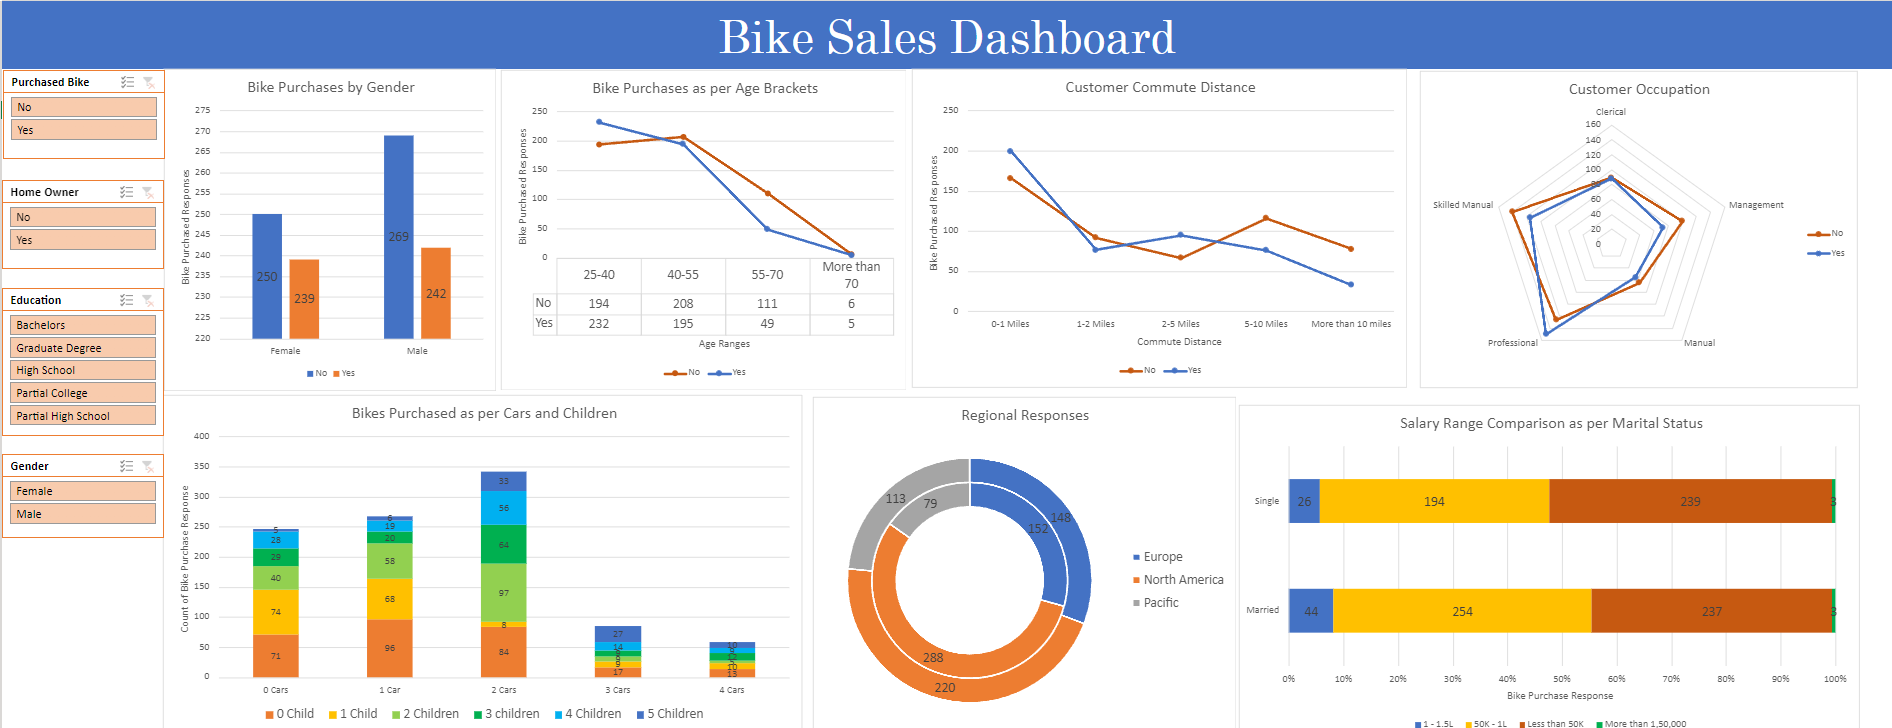 Bike Sales Dashboard
Purchased Bike
No
Yes
Home Owner
No
Yes
Education
Bachelors
Graduate Degree
High School
Partial College
Partial High School
Gender
Female
Male
Bike Purchases by Gender
Bike Purchased Responses
275
270
265
260
255
250
245
240
235
230
225
220
250
239
269
242
Female Male
No Yes
Bike Purchases as per Age Brackets
Bike Purchased Responses
250
200
150
100
50
0
25-40 40-55 55-70 More than
70
No 194 208 111 6
Yes 232 195 49 5
Age Ranges
No Yes
Customer Commute Distance
Bike Purchased Responses
250
200
150
100
50
0
0-1 Miles 1-2 Miles 2-5 Miles 5-10 Miles More than 10 miles
Commute Distance
No Yes
Customer Occupation
Clerical
160
140
120
100
80
60
40
20
0
Skilled Manual
Management
Professional
Manual
No
Yes
Bikes Purchased as per Cars and Children
Count of Bike Purchase Response
400
350
300
250
200
150
100
50
0
5
28
29
40
74
71
6
19
20
58
68
96
33
56
64
97
8
84
27
14
17
10
12
10
13
0 Cars 1 Car 2 Cars 3 Cars 4 Cars
0 Child 1 Child 2 Children 3 children 4 Children 5 Children
Regional Responses
113
79
152
148
288
220
Europe
North America
Pacific
Salary Range Comparison as per Marital Status
Single
26 194 239 3
Married
44 254 237 3
0% 10% 20% 30% 40% 50% 60% 70% 80% 90% 100%
Bike Purchase Response
1 - 1.5L 50K - 1L Less than 50K More than 1,50,000